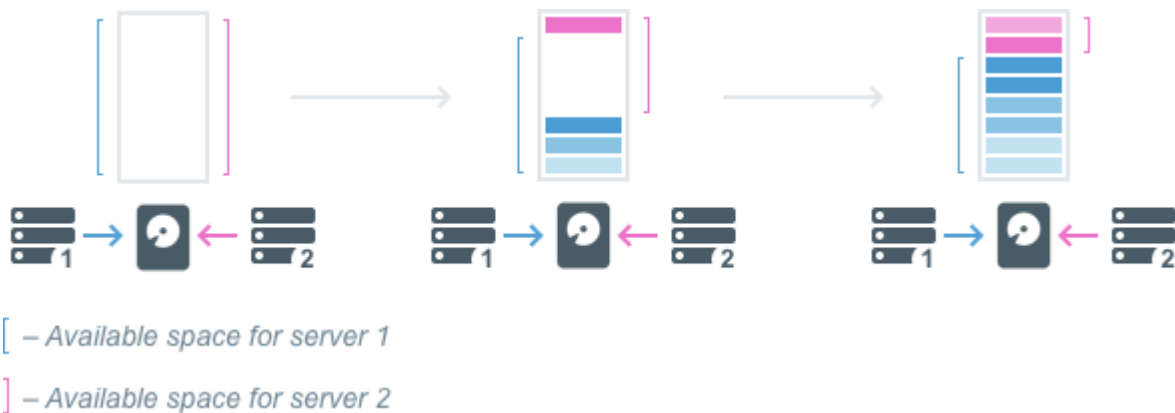 1 2 1 2 1 2
[ – Available space for server 1
] – Available space for server 2